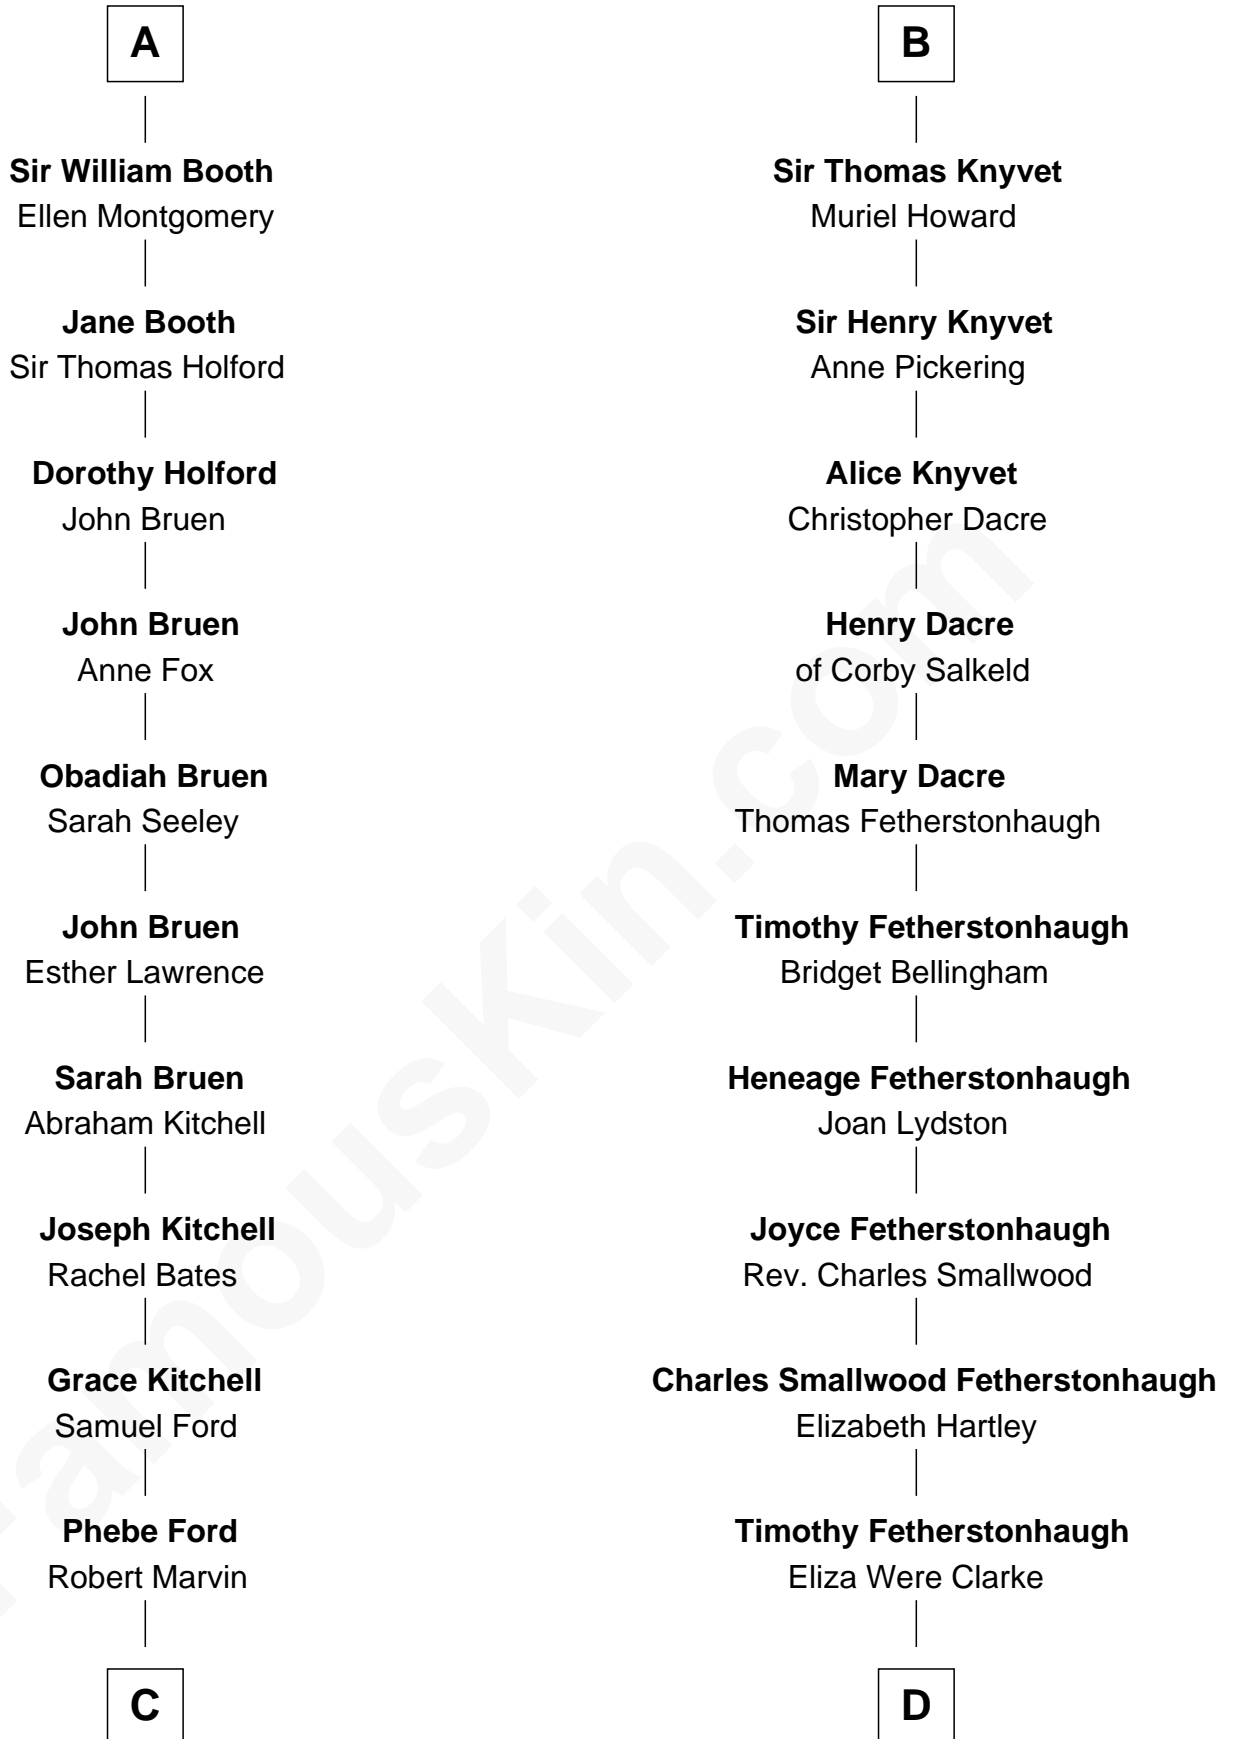 A
Sir William Booth
Ellen Montgomery
Jane Booth
Sir Thomas Holford
Dorothy Holford
John Bruen
John Bruen
Anne Fox
Obadiah Bruen
Sarah Seeley
John Bruen
Esther Lawrence
Sarah Bruen
Abraham Kitchell
Joseph Kitchell
Rachel Bates
Grace Kitchell
Samuel Ford
Phebe Ford
Robert Marvin
C
B
Sir Thomas Knyvet
Muriel Howard
Sir Henry Knyvet
Anne Pickering
Alice Knyvet
Christopher Dacre
Henry Dacre
of Corby Salkeld
Mary Dacre
Thomas Fetherstonhaugh
Timothy Fetherstonhaugh
Bridget Bellingham
Heneage Fetherstonhaugh
Joan Lydston
Joyce Fetherstonhaugh
Rev. Charles Smallwood
Charles Smallwood Fetherstonhaugh
Elizabeth Hartley
Timothy Fetherstonhaugh
Eliza Were Clarke
D
FamousKin.com